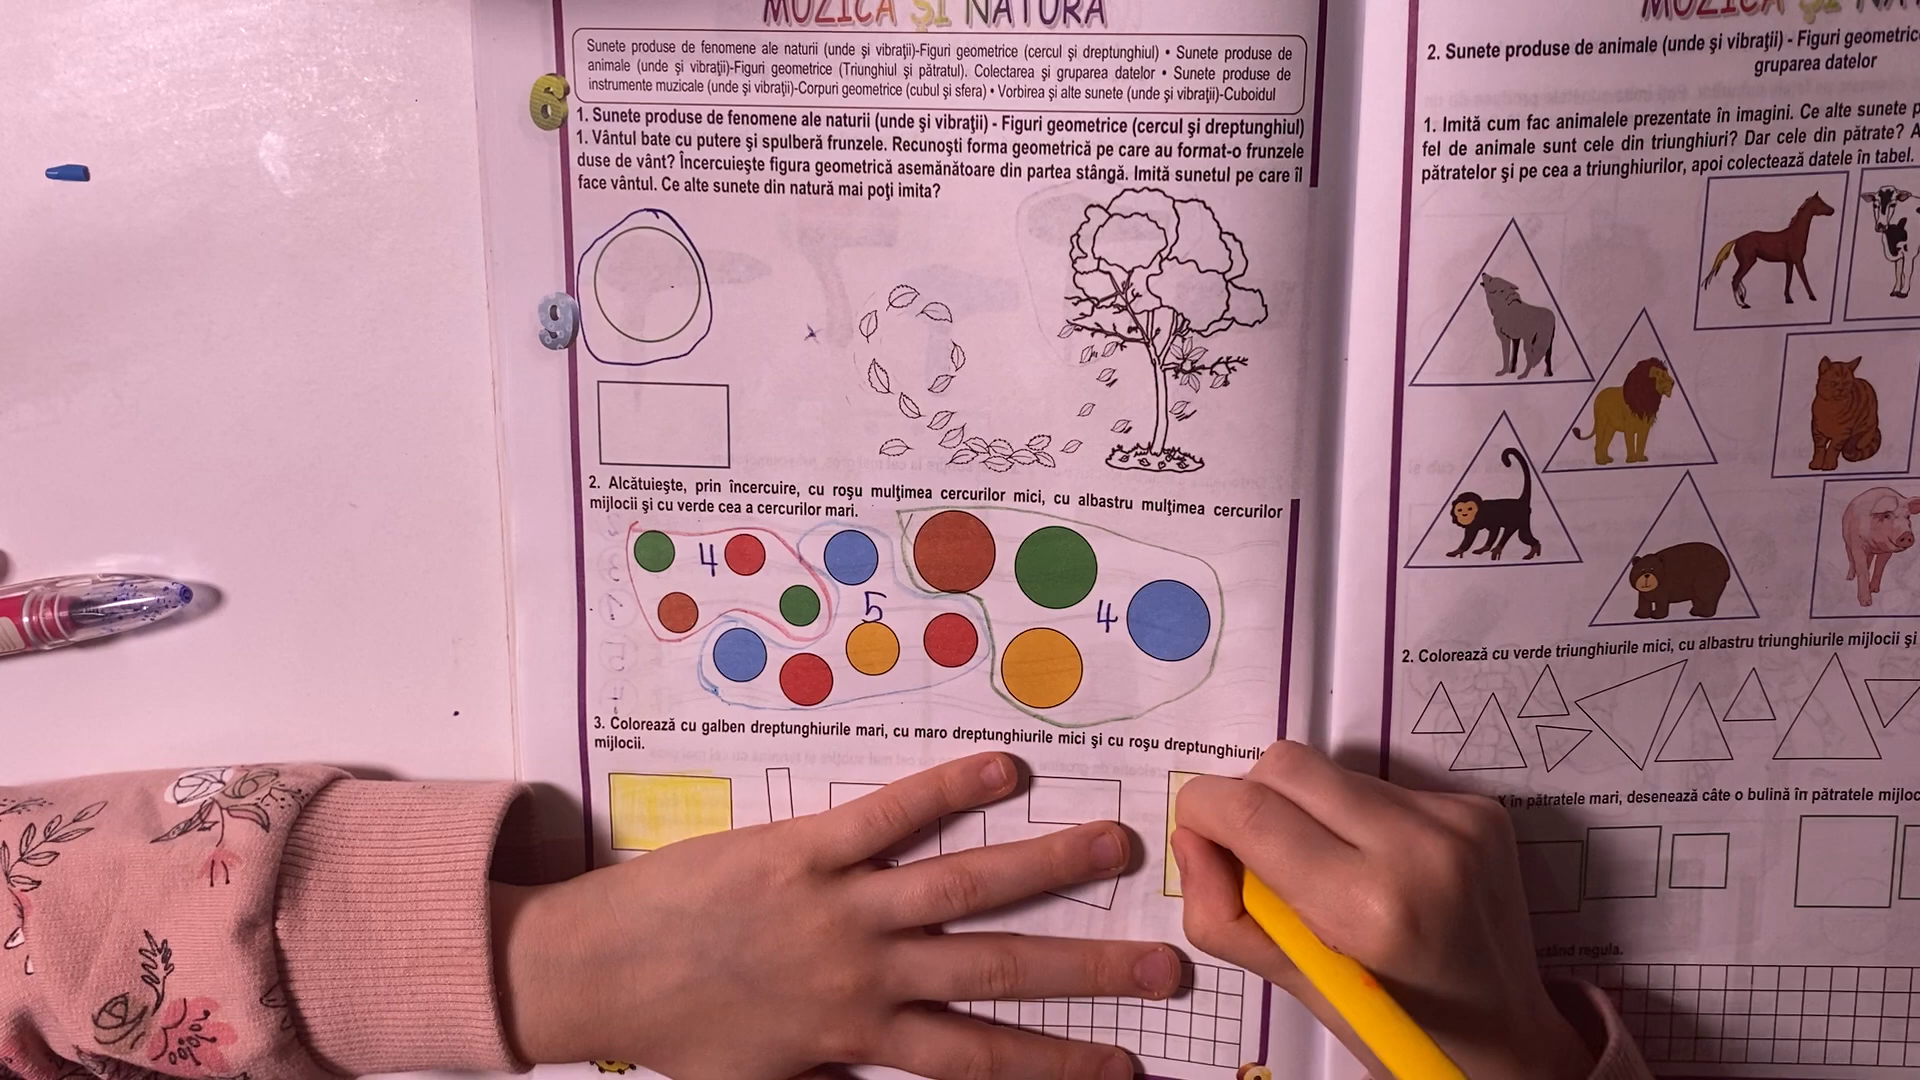 MUZICA ŞI NATURA
Sunete produse de fenomene ale naturii (unde şi vibraţii)-Figuri geometrice (cercul şi dreptunghiul) • Sunete produse de
animale (unde şi vibraţii)-Figuri geometrice (Triunghiul şi pătratul). Colectarea şi gruparea datelor • Sunete produse de
instrumente muzicale (unde şi vibraţii)-Corpuri geometrice (cubul şi sfera) • Vorbirea şi alte sunete (unde şi vibraţii)-Cuboidul
6
1. Sunete produse de fenomene ale naturii (unde şi vibraţii) - Figuri geometrice (cercul şi dreptunghiul)
1. Vântul bate cu putere şi spulberă frunzele. Recunoşti forma geometrică pe care au format-o frunzele
duse de vânt? Încercuieşte figura geometrică asemănătoare din partea stângă. Imită sunetul pe care îl
face vântul. Ce alte sunete din natură mai poţi imita?
9
2. Alcătuieşte, prin încercuire, cu roşu mulţimea cercurilor mici, cu albastru mulţimea cercurilor
mijlocii şi cu verde cea a cercurilor mari.
4
5
4
3. Colorează cu galben dreptunghiurile mari, cu maro dreptunghiurile mici şi cu roşu dreptunghiurile
mijlocii.
MUZICA ŞI
2. Sunete produse de animale (unde şi vibraţii) - Figuri
gruparea datelor
1. Imită cum fac animalele prezentate în imagini. Ce alte sunete
fel de animale sunt cele din triunghiuri? Dar cele din pătrate?
pătratelor şi pe cea a triunghiurilor, apoi colectează datele în tabel.
2. Colorează cu verde triunghiurile mici, cu albastru triunghiurile mijlocii şi
X în pătratele mari, desenează câte o bulină în pătratele
regula.